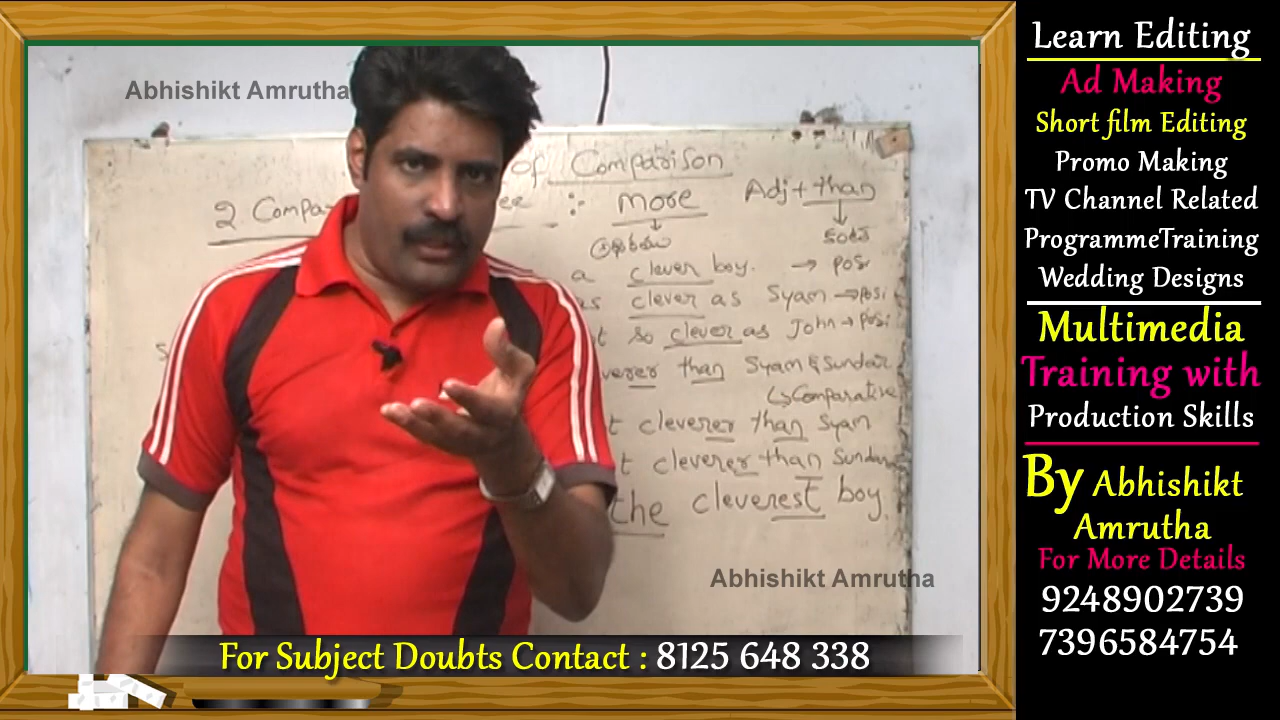 Abhishikt Amrutha
of Comparison
2 Compa :- more Adj + than
కంటే
a clever boy. → posi
as clever as Syam → posi
t so clever as John → posi
verer than Syam & Sundar
↳ Comparative
t cleverer than Syam
t cleverer than Sundar
the cleverest boy
Abhishikt Amrutha
For Subject Doubts Contact : 8125 648 338
Learn Editing
Ad Making
Short film Editing
Promo Making
TV Channel Related
ProgrammeTraining
Wedding Designs
Multimedia
Training with
Production Skills
By Abhishikt
Amrutha
For More Details
9248902739
7396584754